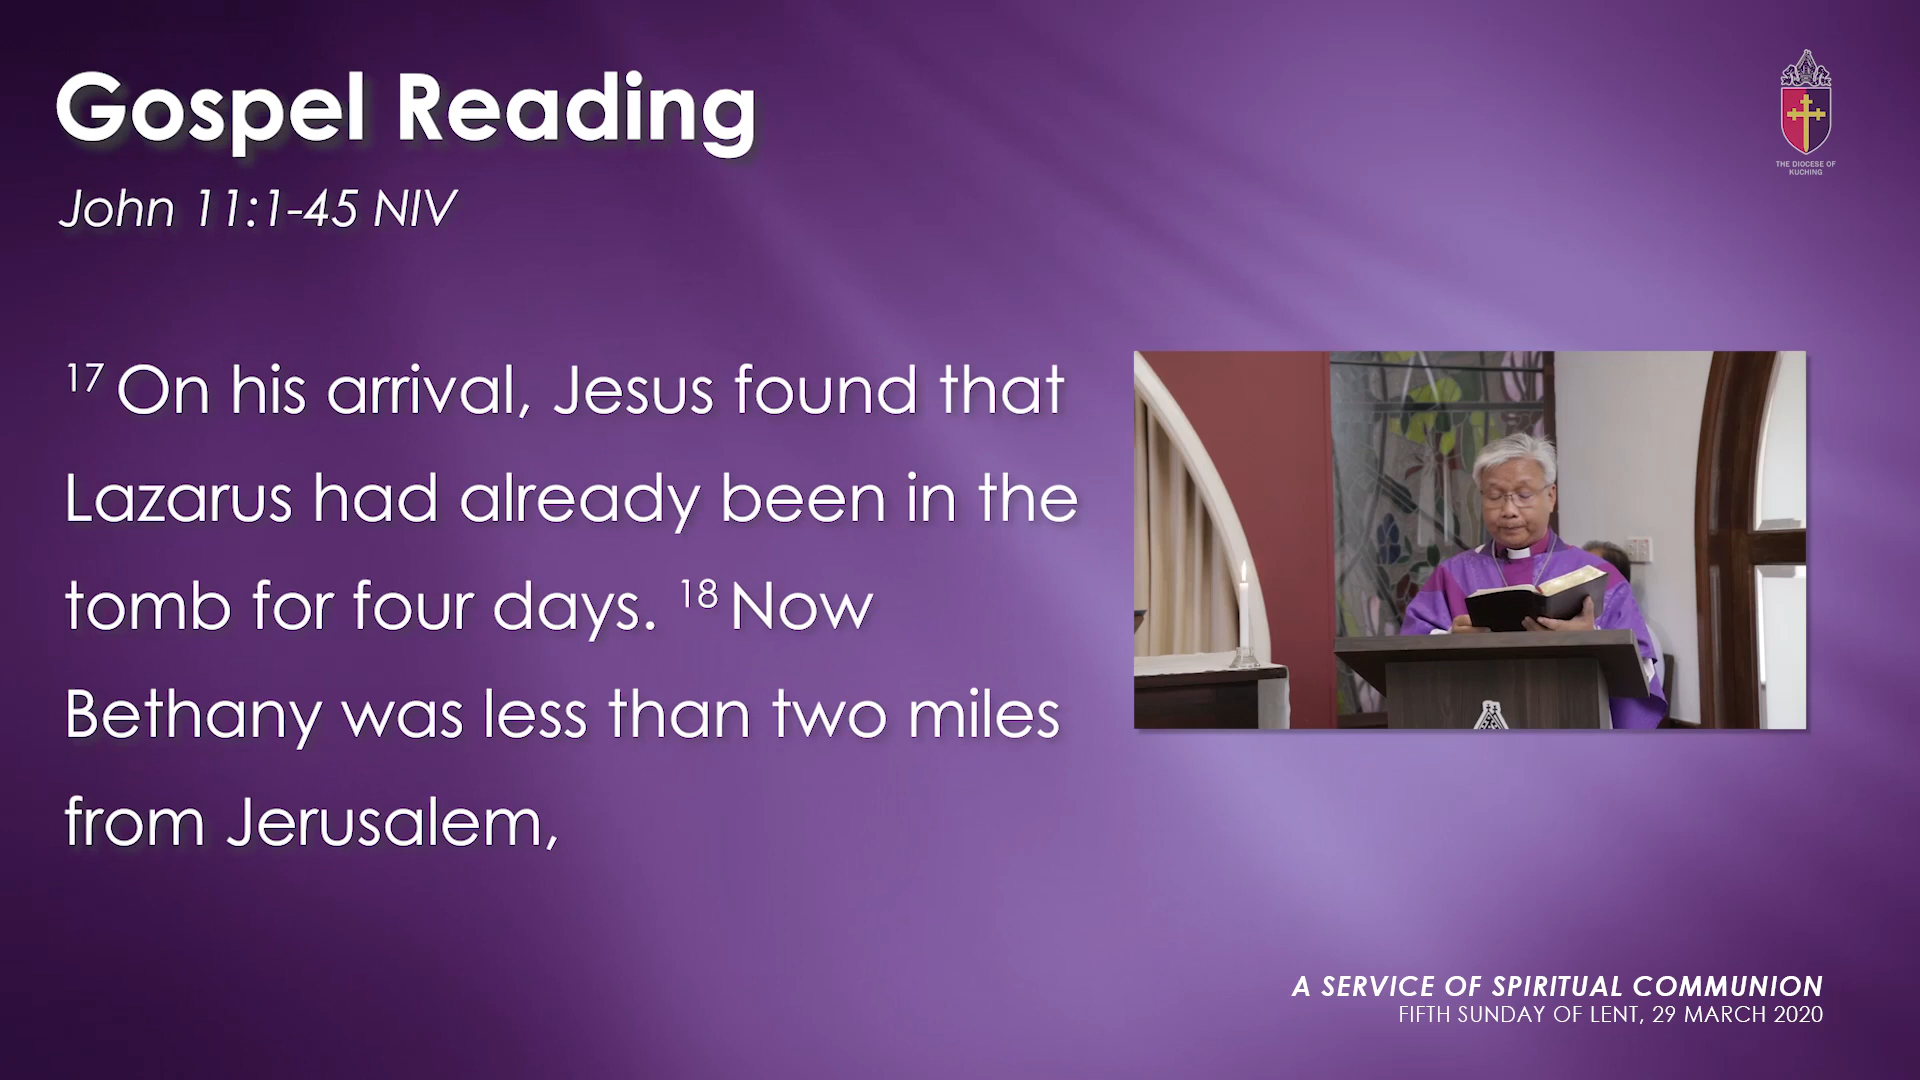 Gospel Reading
John 11:1-45 NIV
17 On his arrival, Jesus found that
Lazarus had already been in the
tomb for four days. 18 Now
Bethany was less than two miles
from Jerusalem,
THE DIOCESE OF
KUCHING
A SERVICE OF SPIRITUAL COMMUNION
FIFTH SUNDAY OF LENT, 29 MARCH 2020